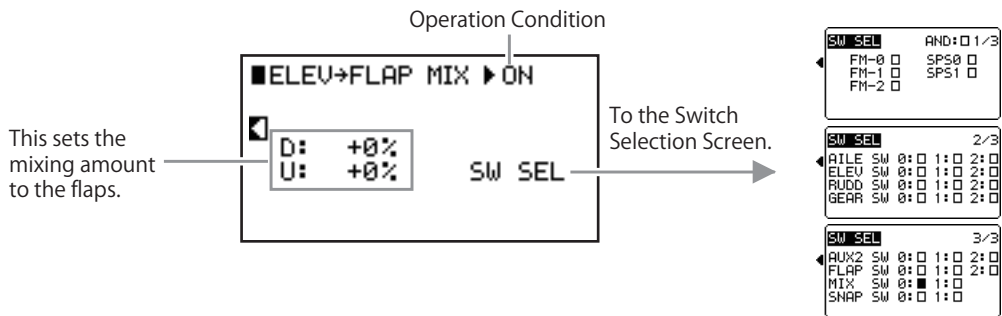 Operation Condition
■ELEV→FLAP MIX ▶ON
This sets the
mixing amount
to the flaps.
D: +0%
U: +0%
SW SEL
To the Switch
Selection Screen.
SW SEL AND:□1/3
FM-0 □ SPS0 □
FM-1 □ SPS1 □
FM-2 □
SW SEL 2/3
AILE SW 0:□ 1:□ 2:□
ELEV SW 0:□ 1:□ 2:□
RUDD SW 0:□ 1:□ 2:□
GEAR SW 0:□ 1:□ 2:□
SW SEL 3/3
AUX2 SW 0:□ 1:□ 2:□
FLAP SW 0:□ 1:□ 2:□
MIX SW 0:■ 1:□
SNAP SW 0:□ 1:□